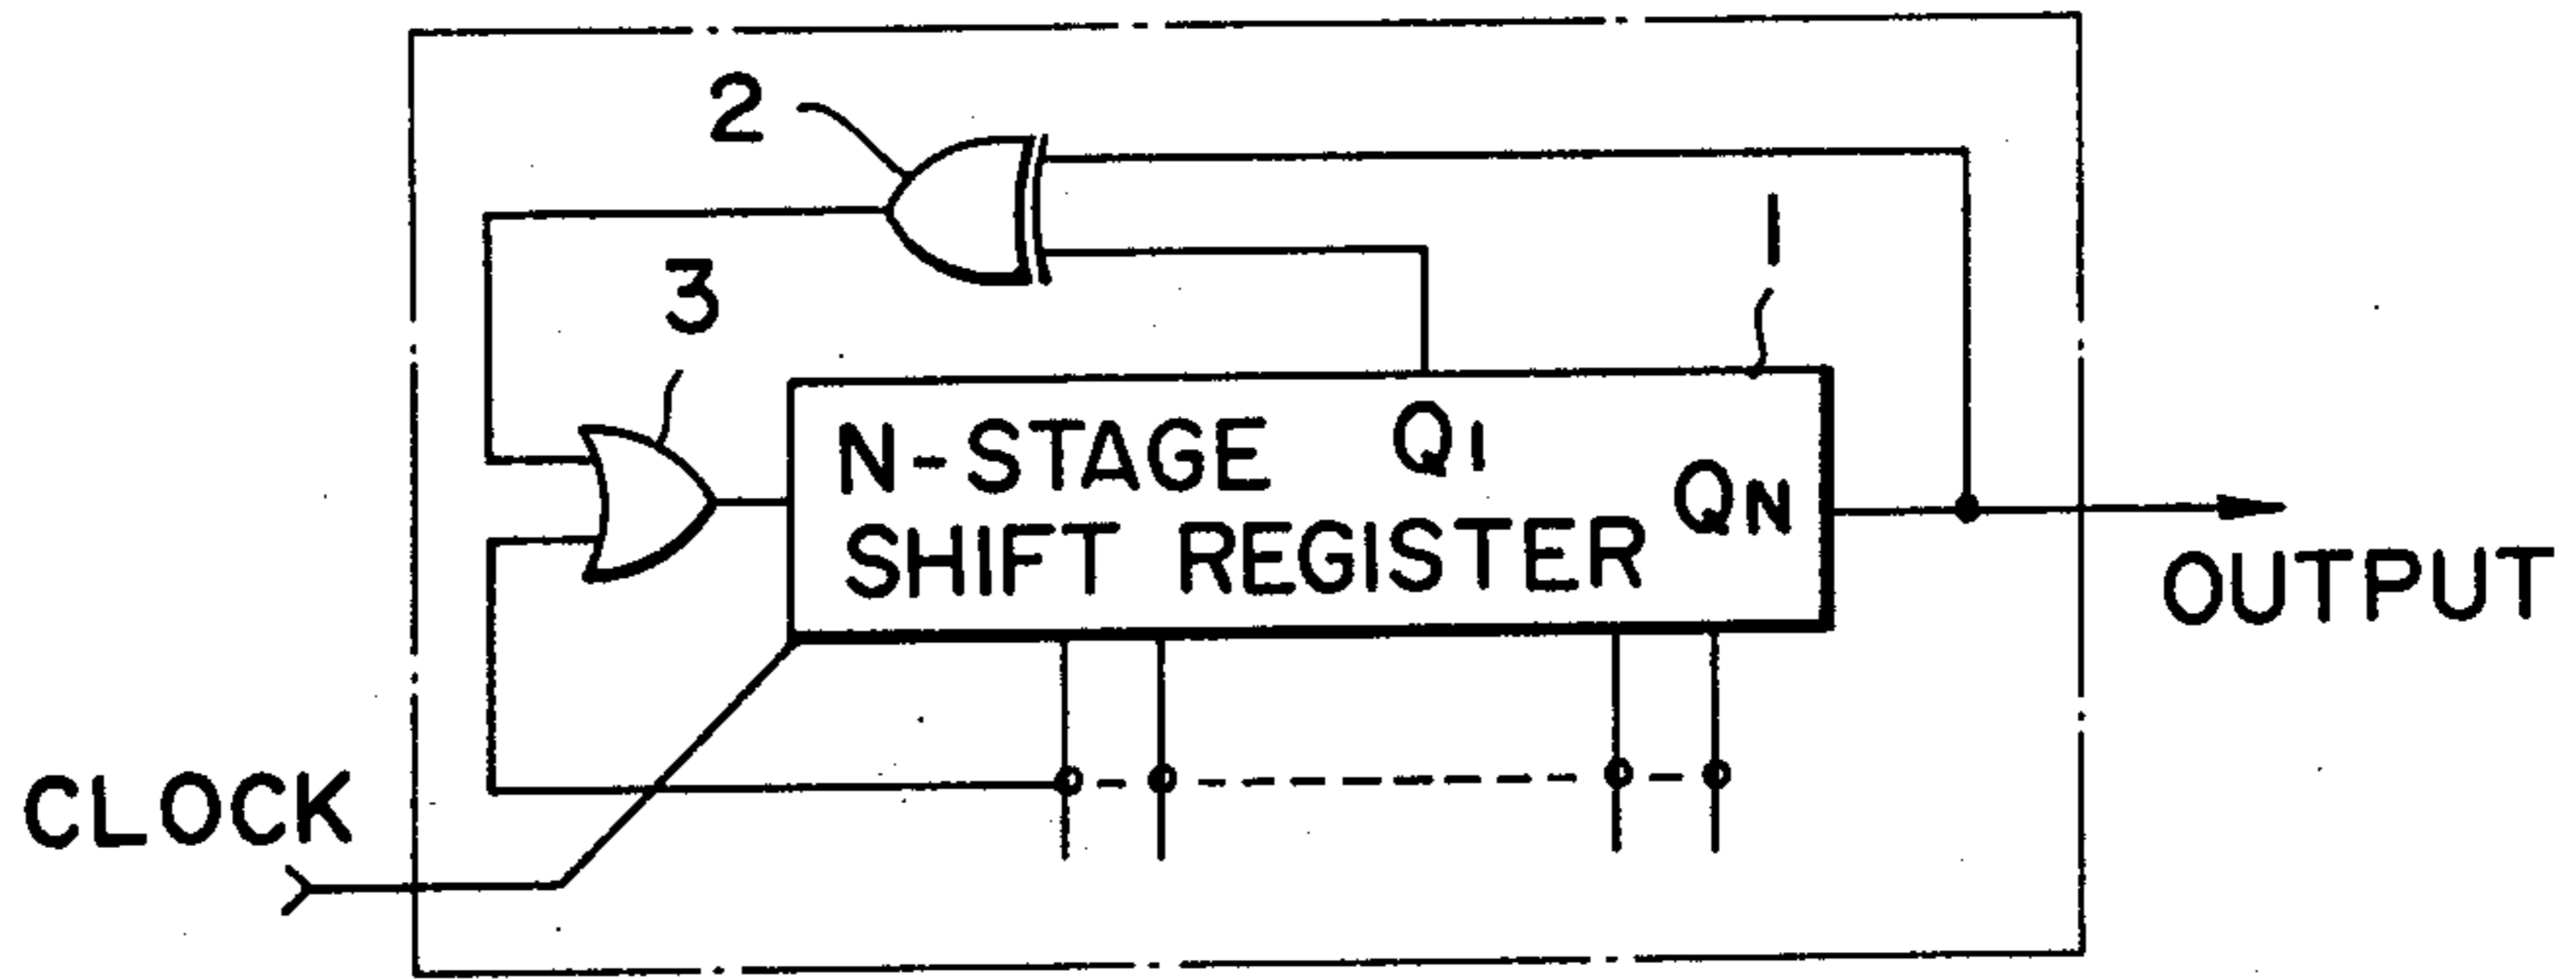 2
3
1
N-STAGE Q1
SHIFT REGISTER QN
OUTPUT
CLOCK